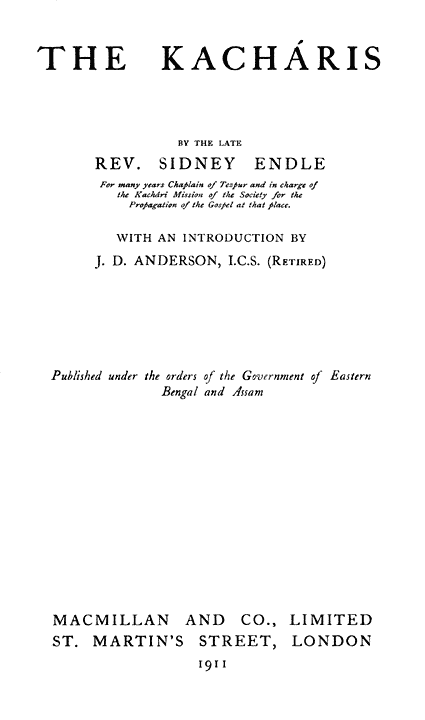 THE KACHÁRIS
BY THE LATE
REV. SIDNEY ENDLE
For many years Chaplain of Tezpur and in charge of
the Kachári Mission of the Society for the
Propagation of the Gospel at that place.
WITH AN INTRODUCTION BY
J. D. ANDERSON, I.C.S. (RETIRED)
Published under the orders of the Government of Eastern
Bengal and Assam
MACMILLAN AND CO., LIMITED
ST. MARTIN'S STREET, LONDON
1911